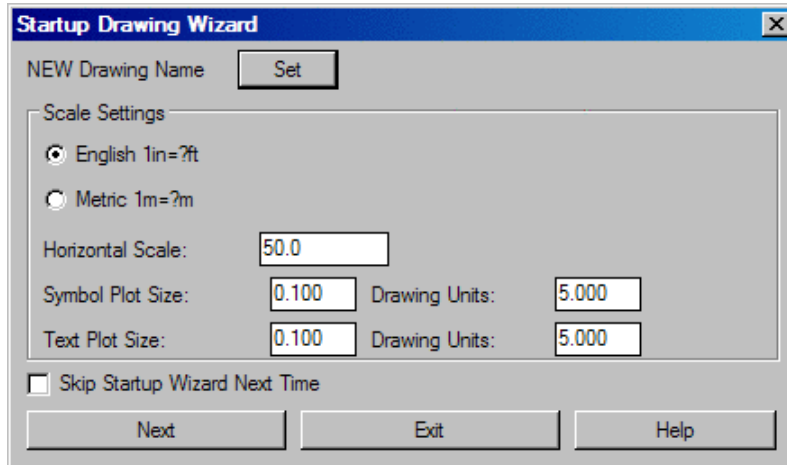 Startup Drawing Wizard
NEW Drawing Name Set
Scale Settings
English 1in=?ft
Metric 1m=?m
Horizontal Scale: 50.0
Symbol Plot Size: 0.100 Drawing Units: 5.000
Text Plot Size: 0.100 Drawing Units: 5.000
Skip Startup Wizard Next Time
Next Exit Help